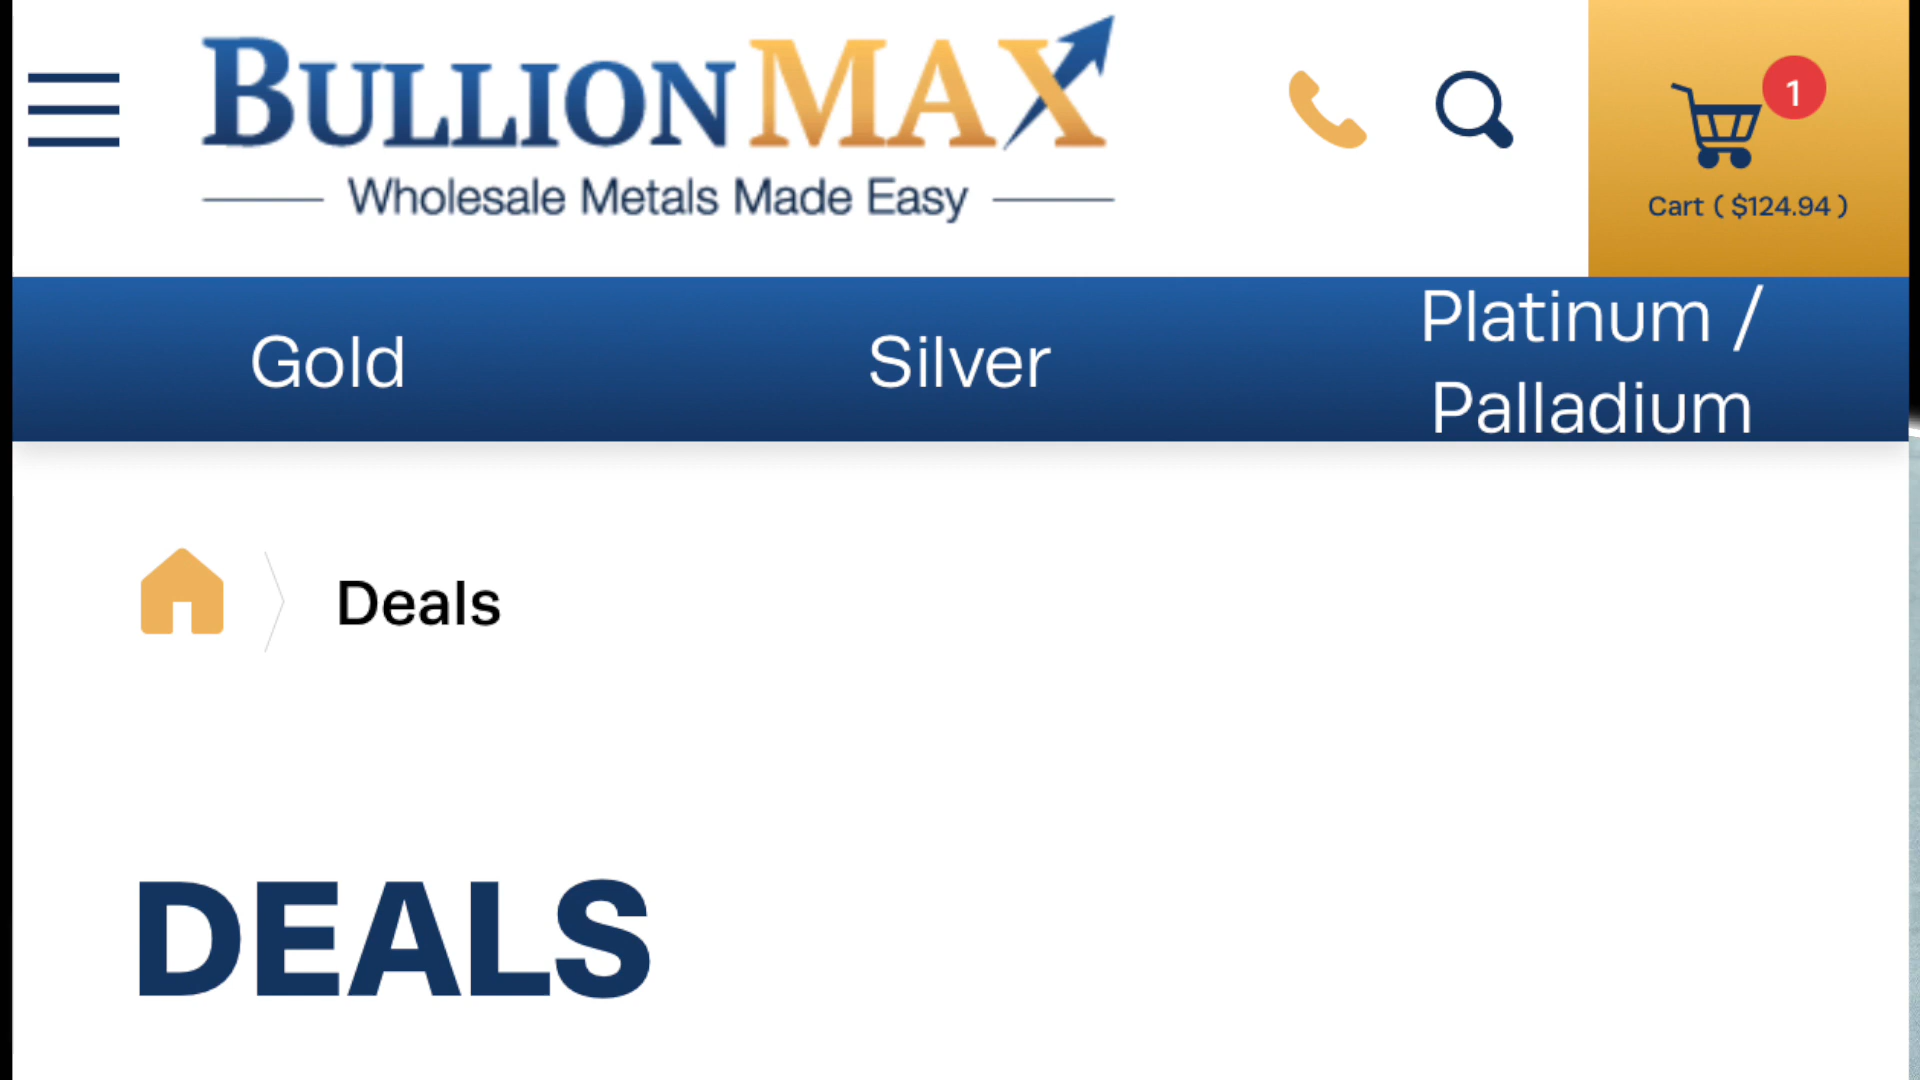 BULLIONMAX
Wholesale Metals Made Easy
1
Cart ( $124.94 )
Gold
Silver
Platinum /
Palladium
Deals
DEALS